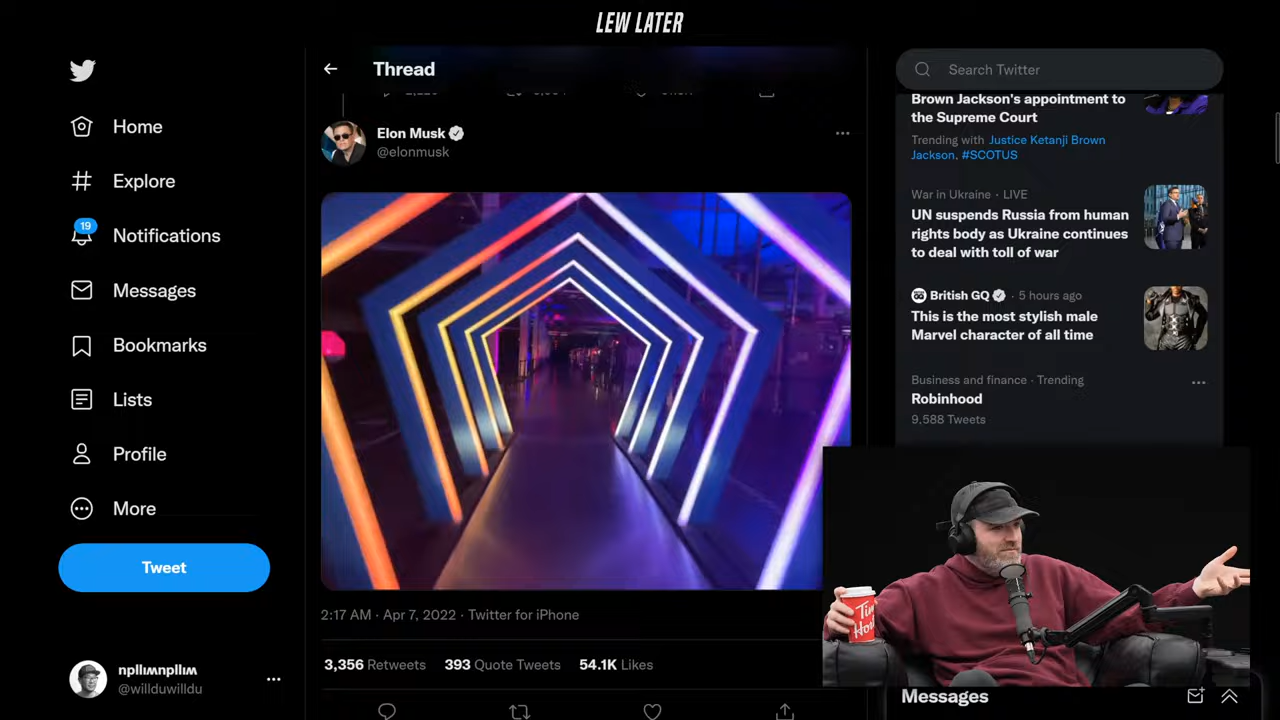 LEW LATER
Home
Explore
19
Notifications
Messages
Bookmarks
Lists
Profile
More
Tweet
npllıʍnpllıʍ
@willduwilldu
Thread
Elon Musk
@elonmusk
2:17 AM · Apr 7, 2022 · Twitter for iPhone
3,356 Retweets 393 Quote Tweets 54.1K Likes
Search Twitter
Brown Jackson's appointment to
the Supreme Court
Trending with Justice Ketanji Brown
Jackson, #SCOTUS
War in Ukraine · LIVE
UN suspends Russia from human
rights body as Ukraine continues
to deal with toll of war
British GQ · 5 hours ago
This is the most stylish male
Marvel character of all time
Business and finance · Trending
Robinhood
9,588 Tweets
Tim
Messages